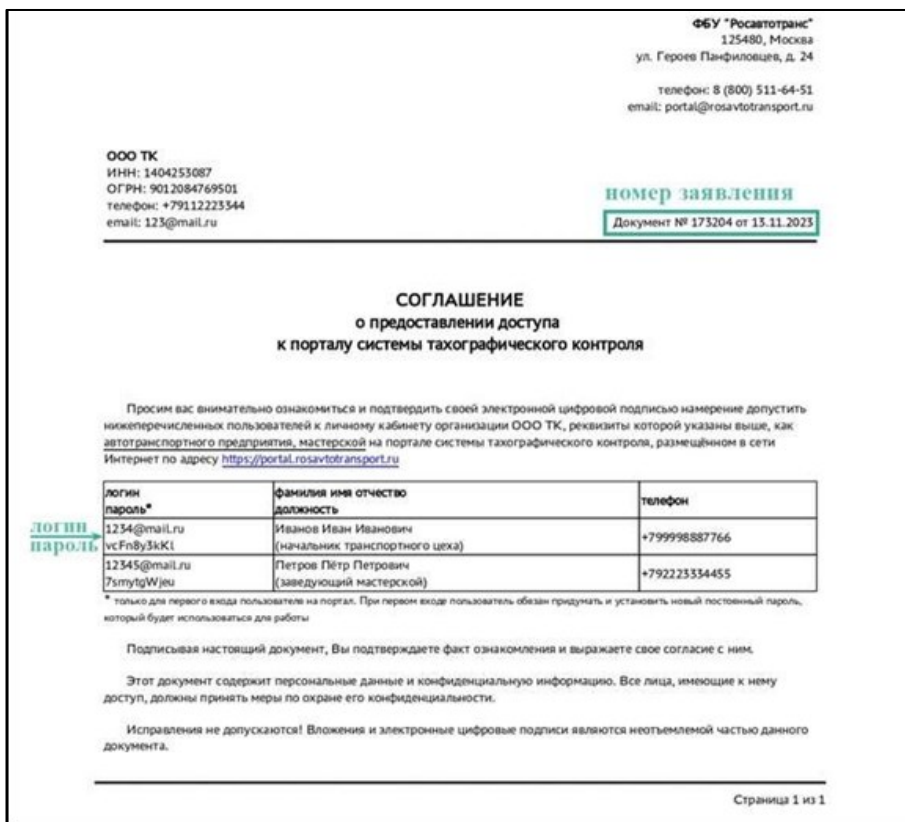 ФБУ "Росавтотранс"
125480, Москва
ул. Героев Панфиловцев, д. 24
телефон: 8 (800) 511-64-51
email: portal@rosavtotransport.ru
ООО ТК
ИНН: 1404253087
ОГРН: 9012084769501
телефон: +79112223344
email: 123@mail.ru
номер заявления
Документ № 173204 от 13.11.2023
СОГЛАШЕНИЕ
о предоставлении доступа
к порталу системы тахографического контроля
Просим вас внимательно ознакомиться и подтвердить своей электронной цифровой подписью намерение допустить
нижеперечисленных пользователей к личному кабинету организации ООО ТК, реквизиты которой указаны выше, как
автотранспортного предприятия, мастерской на портале системы тахографического контроля, размещённом в сети
Интернет по адресу https://portal.rosavtotransport.ru
логин
пароль*
фамилия имя отчество
должность
телефон
логин
пароль
1234@mail.ru
vcFn8y3kKl
Иванов Иван Иванович
(начальник транспортного цеха)
+799998887766
12345@mail.ru
7smytgWjeu
Петров Пётр Петрович
(заведующий мастерской)
+792223334455
* только для первого входа пользователя на портал. При первом входе пользователь обязан придумать и установить новый постоянный пароль,
который будет использоваться для работы
Подписывая настоящий документ, Вы подтверждаете факт ознакомления и выражаете свое согласие с ним.
Этот документ содержит персональные данные и конфиденциальную информацию. Все лица, имеющие к нему
доступ, должны принять меры по охране его конфиденциальности.
Исправления не допускаются! Вложения и электронные цифровые подписи являются неотъемлемой частью данного
документа.
Страница 1 из 1